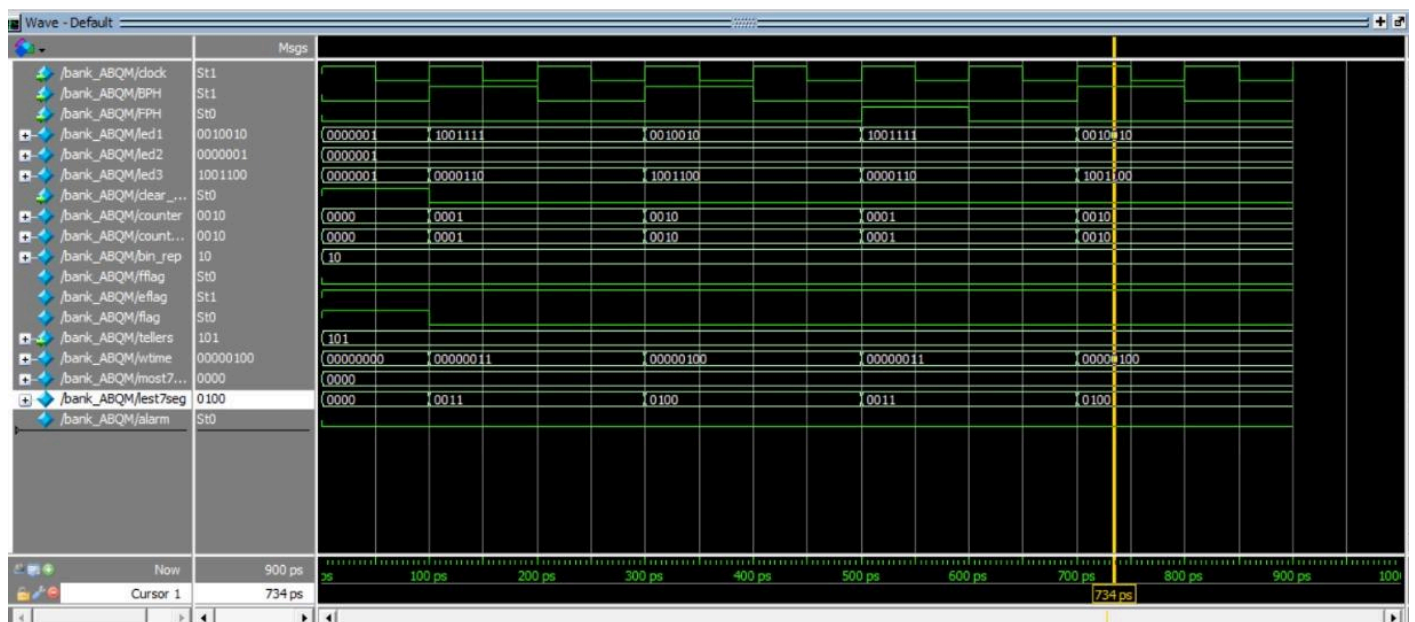 Wave - Default
Msgs
/bank_ABQM/clock St1
/bank_ABQM/BPH St1
/bank_ABQM/FPH St0
/bank_ABQM/led1 0010010 0000001 1001111 0010010 1001111 0010010
/bank_ABQM/led2 0000001 0000001
/bank_ABQM/led3 1001100 0000001 0000110 1001100 0000110 1001100
/bank_ABQM/clear_... St0
/bank_ABQM/counter 0010 0000 0001 0010 0001 0010
/bank_ABQM/count... 0010 0000 0001 0010 0001 0010
/bank_ABQM/bin_rep 10 10
/bank_ABQM/fflag St0
/bank_ABQM/eflag St1
/bank_ABQM/flag St0
/bank_ABQM/tellers 101 101
/bank_ABQM/wtime 00000100 00000000 00000011 00000100 00000011 00000100
/bank_ABQM/most7... 0000 0000
/bank_ABQM/lest7seg 0100 0000 0011 0100 0011 0100
/bank_ABQM/alarm St0
Now 900 ps ps 100 ps 200 ps 300 ps 400 ps 500 ps 600 ps 700 ps 800 ps 900 ps 100
Cursor 1 734 ps 734 ps